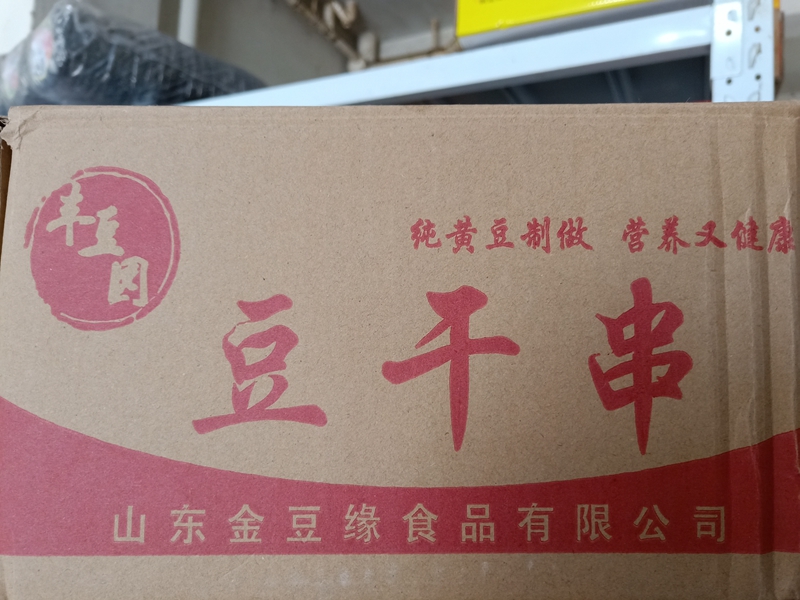 丰豆园
纯黄豆制做 营养又健康
豆干串
山东金豆缘食品有限公司